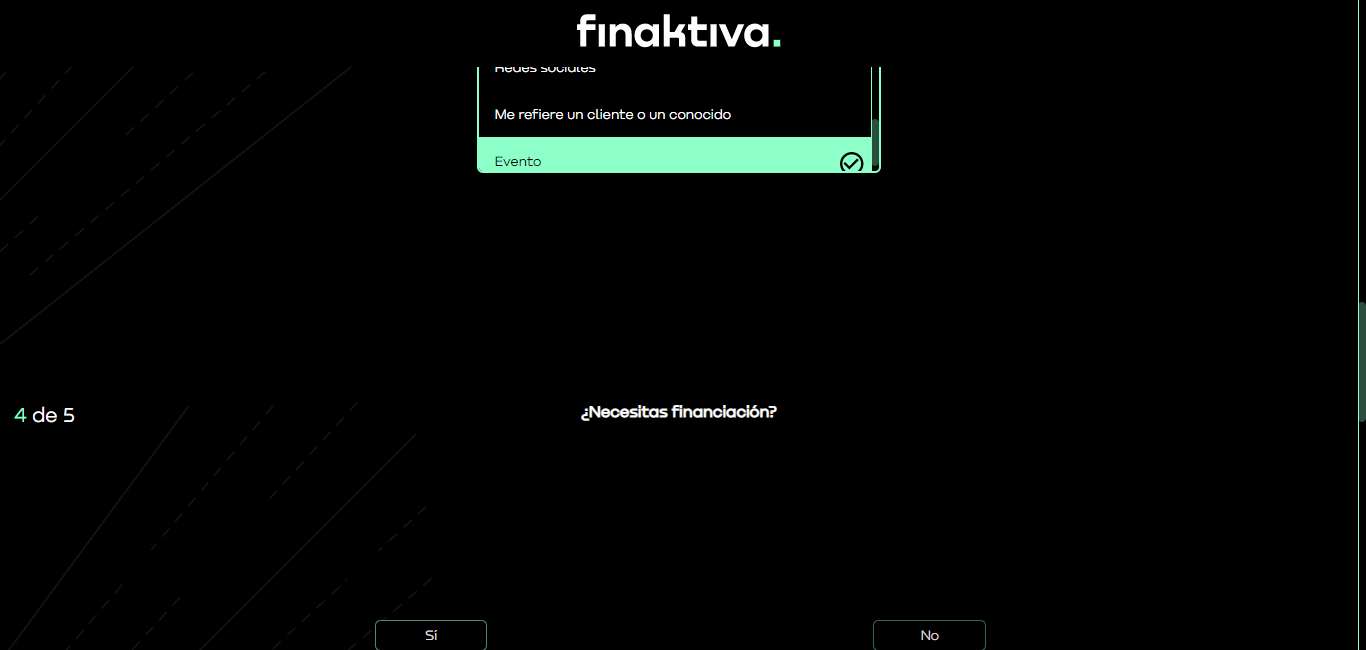 finaktiva.
Redes sociales
Me refiere un cliente o un conocido
Evento
4 de 5
¿Necesitas financiación?
Sí
No